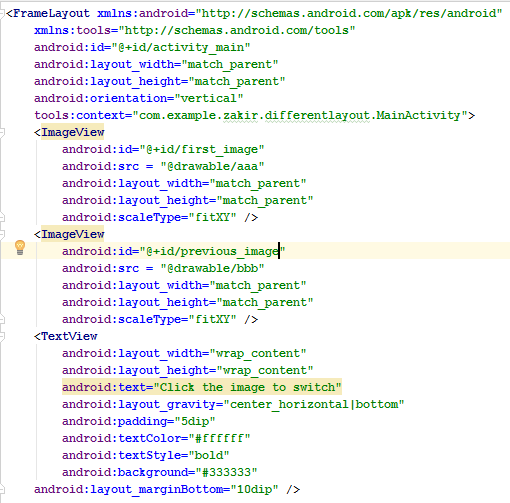 <FrameLayout xmlns:android="http://schemas.android.com/apk/res/android"
    xmlns:tools="http://schemas.android.com/tools"
    android:id="@+id/activity_main"
    android:layout_width="match_parent"
    android:layout_height="match_parent"
    android:orientation="vertical"
    tools:context="com.example.zakir.differentlayout.MainActivity">
    <ImageView
        android:id="@+id/first_image"
        android:src = "@drawable/aaa"
        android:layout_width="match_parent"
        android:layout_height="match_parent"
        android:scaleType="fitXY" />
    <ImageView
        android:id="@+id/previous_image"
        android:src = "@drawable/bbb"
        android:layout_width="match_parent"
        android:layout_height="match_parent"
        android:scaleType="fitXY" />
    <TextView
        android:layout_width="wrap_content"
        android:layout_height="wrap_content"
        android:text="Click the image to switch"
        android:layout_gravity="center_horizontal|bottom"
        android:padding="5dip"
        android:textColor="#ffffff"
        android:textStyle="bold"
        android:background="#333333"
    android:layout_marginBottom="10dip" />